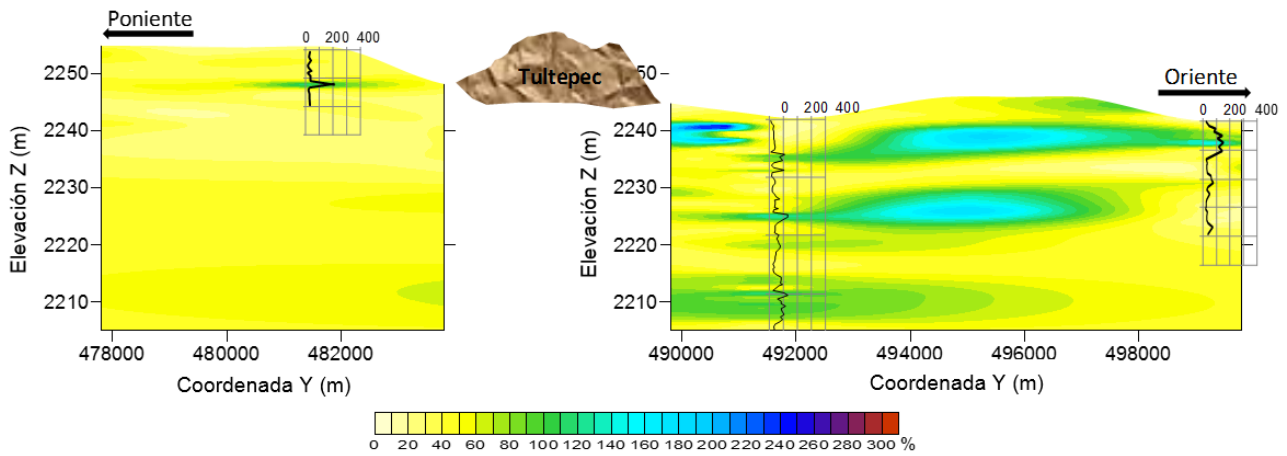 Poniente
0 200 400
2250
2240
2230
2220
2210
Elevación Z (m)
478000 480000 482000
Coordenada Y (m)
Tultepec
Oriente
0 200 400
0 200 400
2250
2240
2230
2220
2210
Elevación Z (m)
490000 492000 494000 496000 498000
Coordenada Y (m)
0 20 40 60 80 100 120 140 160 180 200 220 240 260 280 300 %